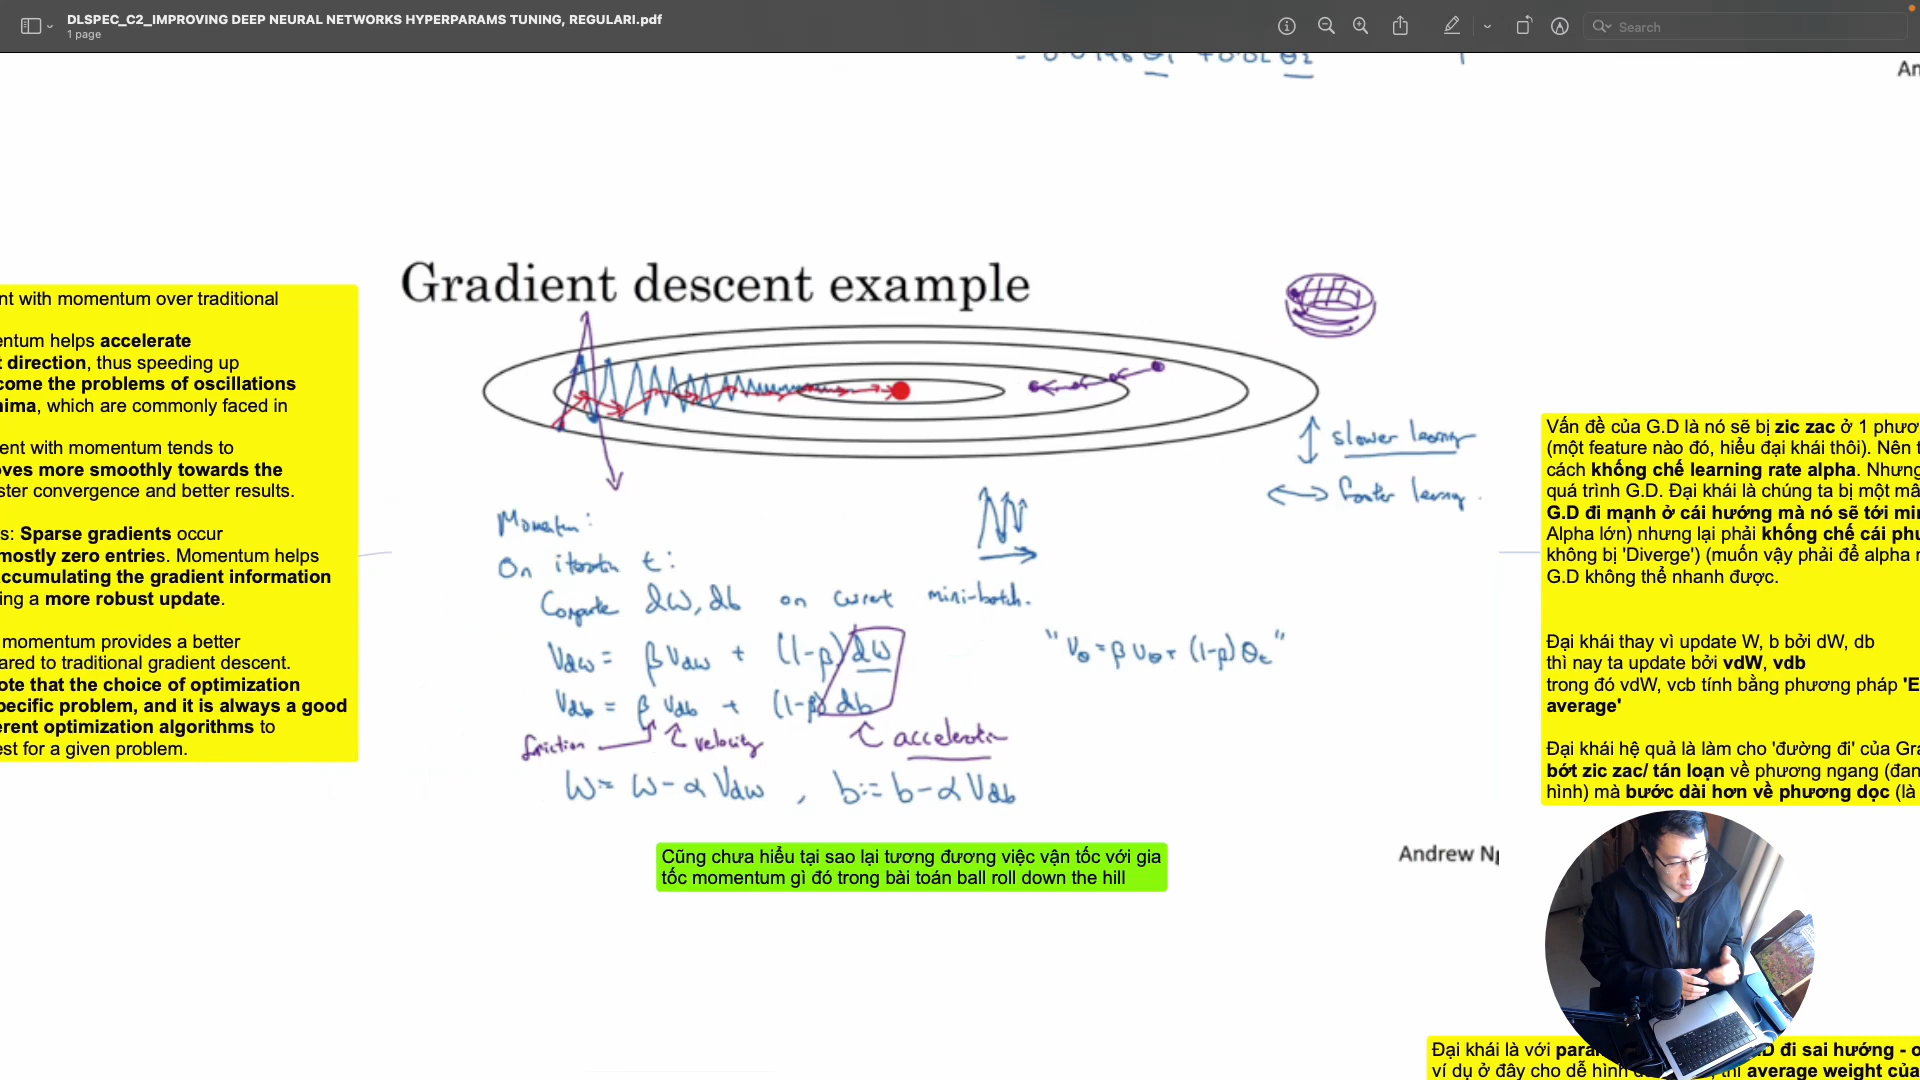 DLSPEC_C2_IMPROVING DEEP NEURAL NETWORKS HYPERPARAMS TUNING, REGULARI.pdf
1 page
Search
An
Gradient descent example
nt with momentum over traditional
entum helps accelerate
t direction, thus speeding up
come the problems of oscillations
nima, which are commonly faced in
ent with momentum tends to
oves more smoothly towards the
ster convergence and better results.
s: Sparse gradients occur
mostly zero entries. Momentum helps
accumulating the gradient information
ing a more robust update.
momentum provides a better
ared to traditional gradient descent.
ote that the choice of optimization
pecific problem, and it is always a good
erent optimization algorithms to
est for a given problem.
slower learning
faster learning.
Momentum:
On iteration t:
Compute dW, db on current mini-batch.
Vdw = β Vdw + (1-β) dW
Vdb = β Vdb + (1-β) db
"Vθ = β Vθ + (1-β) θt"
friction
velocity
acceleration
W = W - α Vdw , b := b - α Vdb
Cũng chưa hiểu tại sao lại tương đương việc vận tốc với gia
tốc momentum gì đó trong bài toán ball roll down the hill
Andrew Ng
Vấn đề của G.D là nó sẽ bị zic zac ở 1 phươ
(một feature nào đó, hiểu đại khái thôi). Nên t
cách khống chế learning rate alpha. Nhưng
quá trình G.D. Đại khái là chúng ta bị một mâ
G.D đi mạnh ở cái hướng mà nó sẽ tới mi
Alpha lớn) nhưng lại phải khống chế cái phư
không bị 'Diverge') (muốn vậy phải để alpha n
G.D không thể nhanh được.
Đại khái thay vì update W, b bởi dW, db
thì nay ta update bởi vdW, vdb
trong đó vdW, vcb tính bằng phương pháp 'E
average'
Đại khái hệ quả là làm cho 'đường đi' của Gra
bớt zic zac/ tán loạn về phương ngang (đan
hình) mà bước dài hơn về phương dọc (là
Đại khái là với para
D đi sai hướng - o
ví dụ ở đây cho dễ hình
average weight của